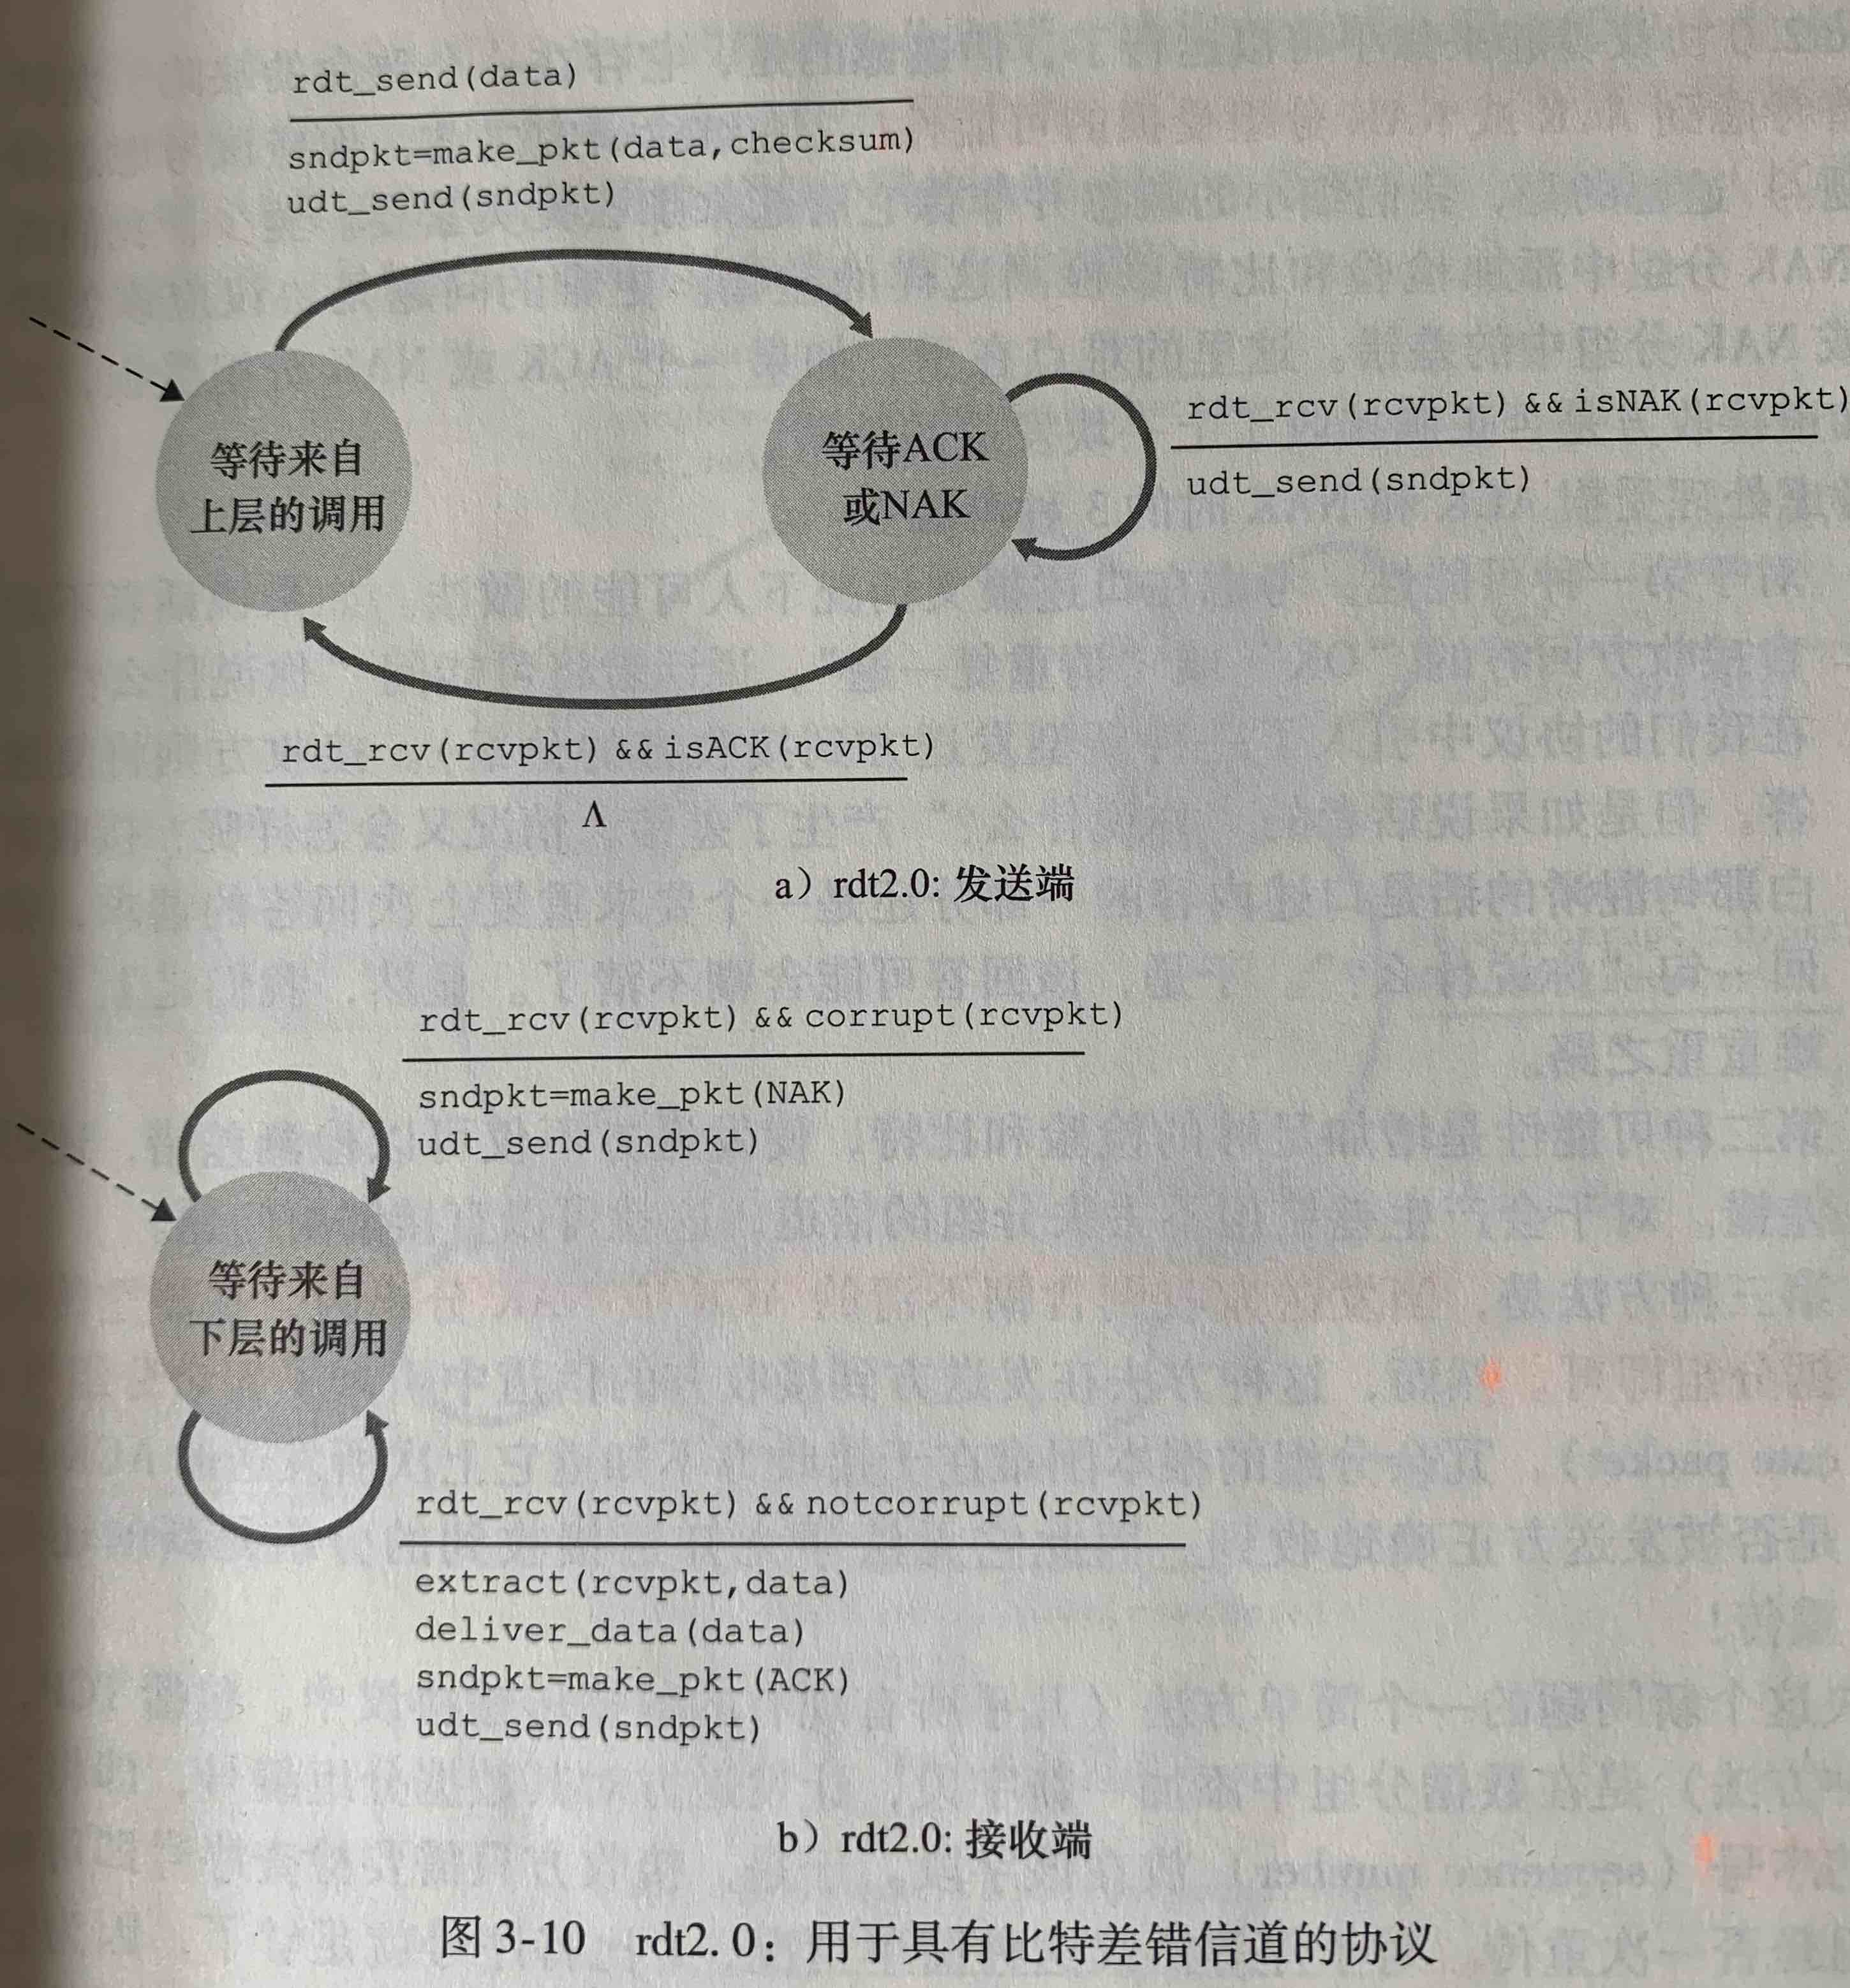 rdt_send(data)
sndpkt=make_pkt(data,checksum)
udt_send(sndpkt)
等待来自
上层的调用
等待ACK
或NAK
rdt_rcv(rcvpkt) && isNAK(rcvpkt)
udt_send(sndpkt)
rdt_rcv(rcvpkt) && isACK(rcvpkt)
Λ
a）rdt2.0: 发送端
rdt_rcv(rcvpkt) && corrupt(rcvpkt)
sndpkt=make_pkt(NAK)
udt_send(sndpkt)
等待来自
下层的调用
rdt_rcv(rcvpkt) && notcorrupt(rcvpkt)
extract(rcvpkt,data)
deliver_data(data)
sndpkt=make_pkt(ACK)
udt_send(sndpkt)
b）rdt2.0: 接收端
图 3-10 rdt2.0：用于具有比特差错信道的协议